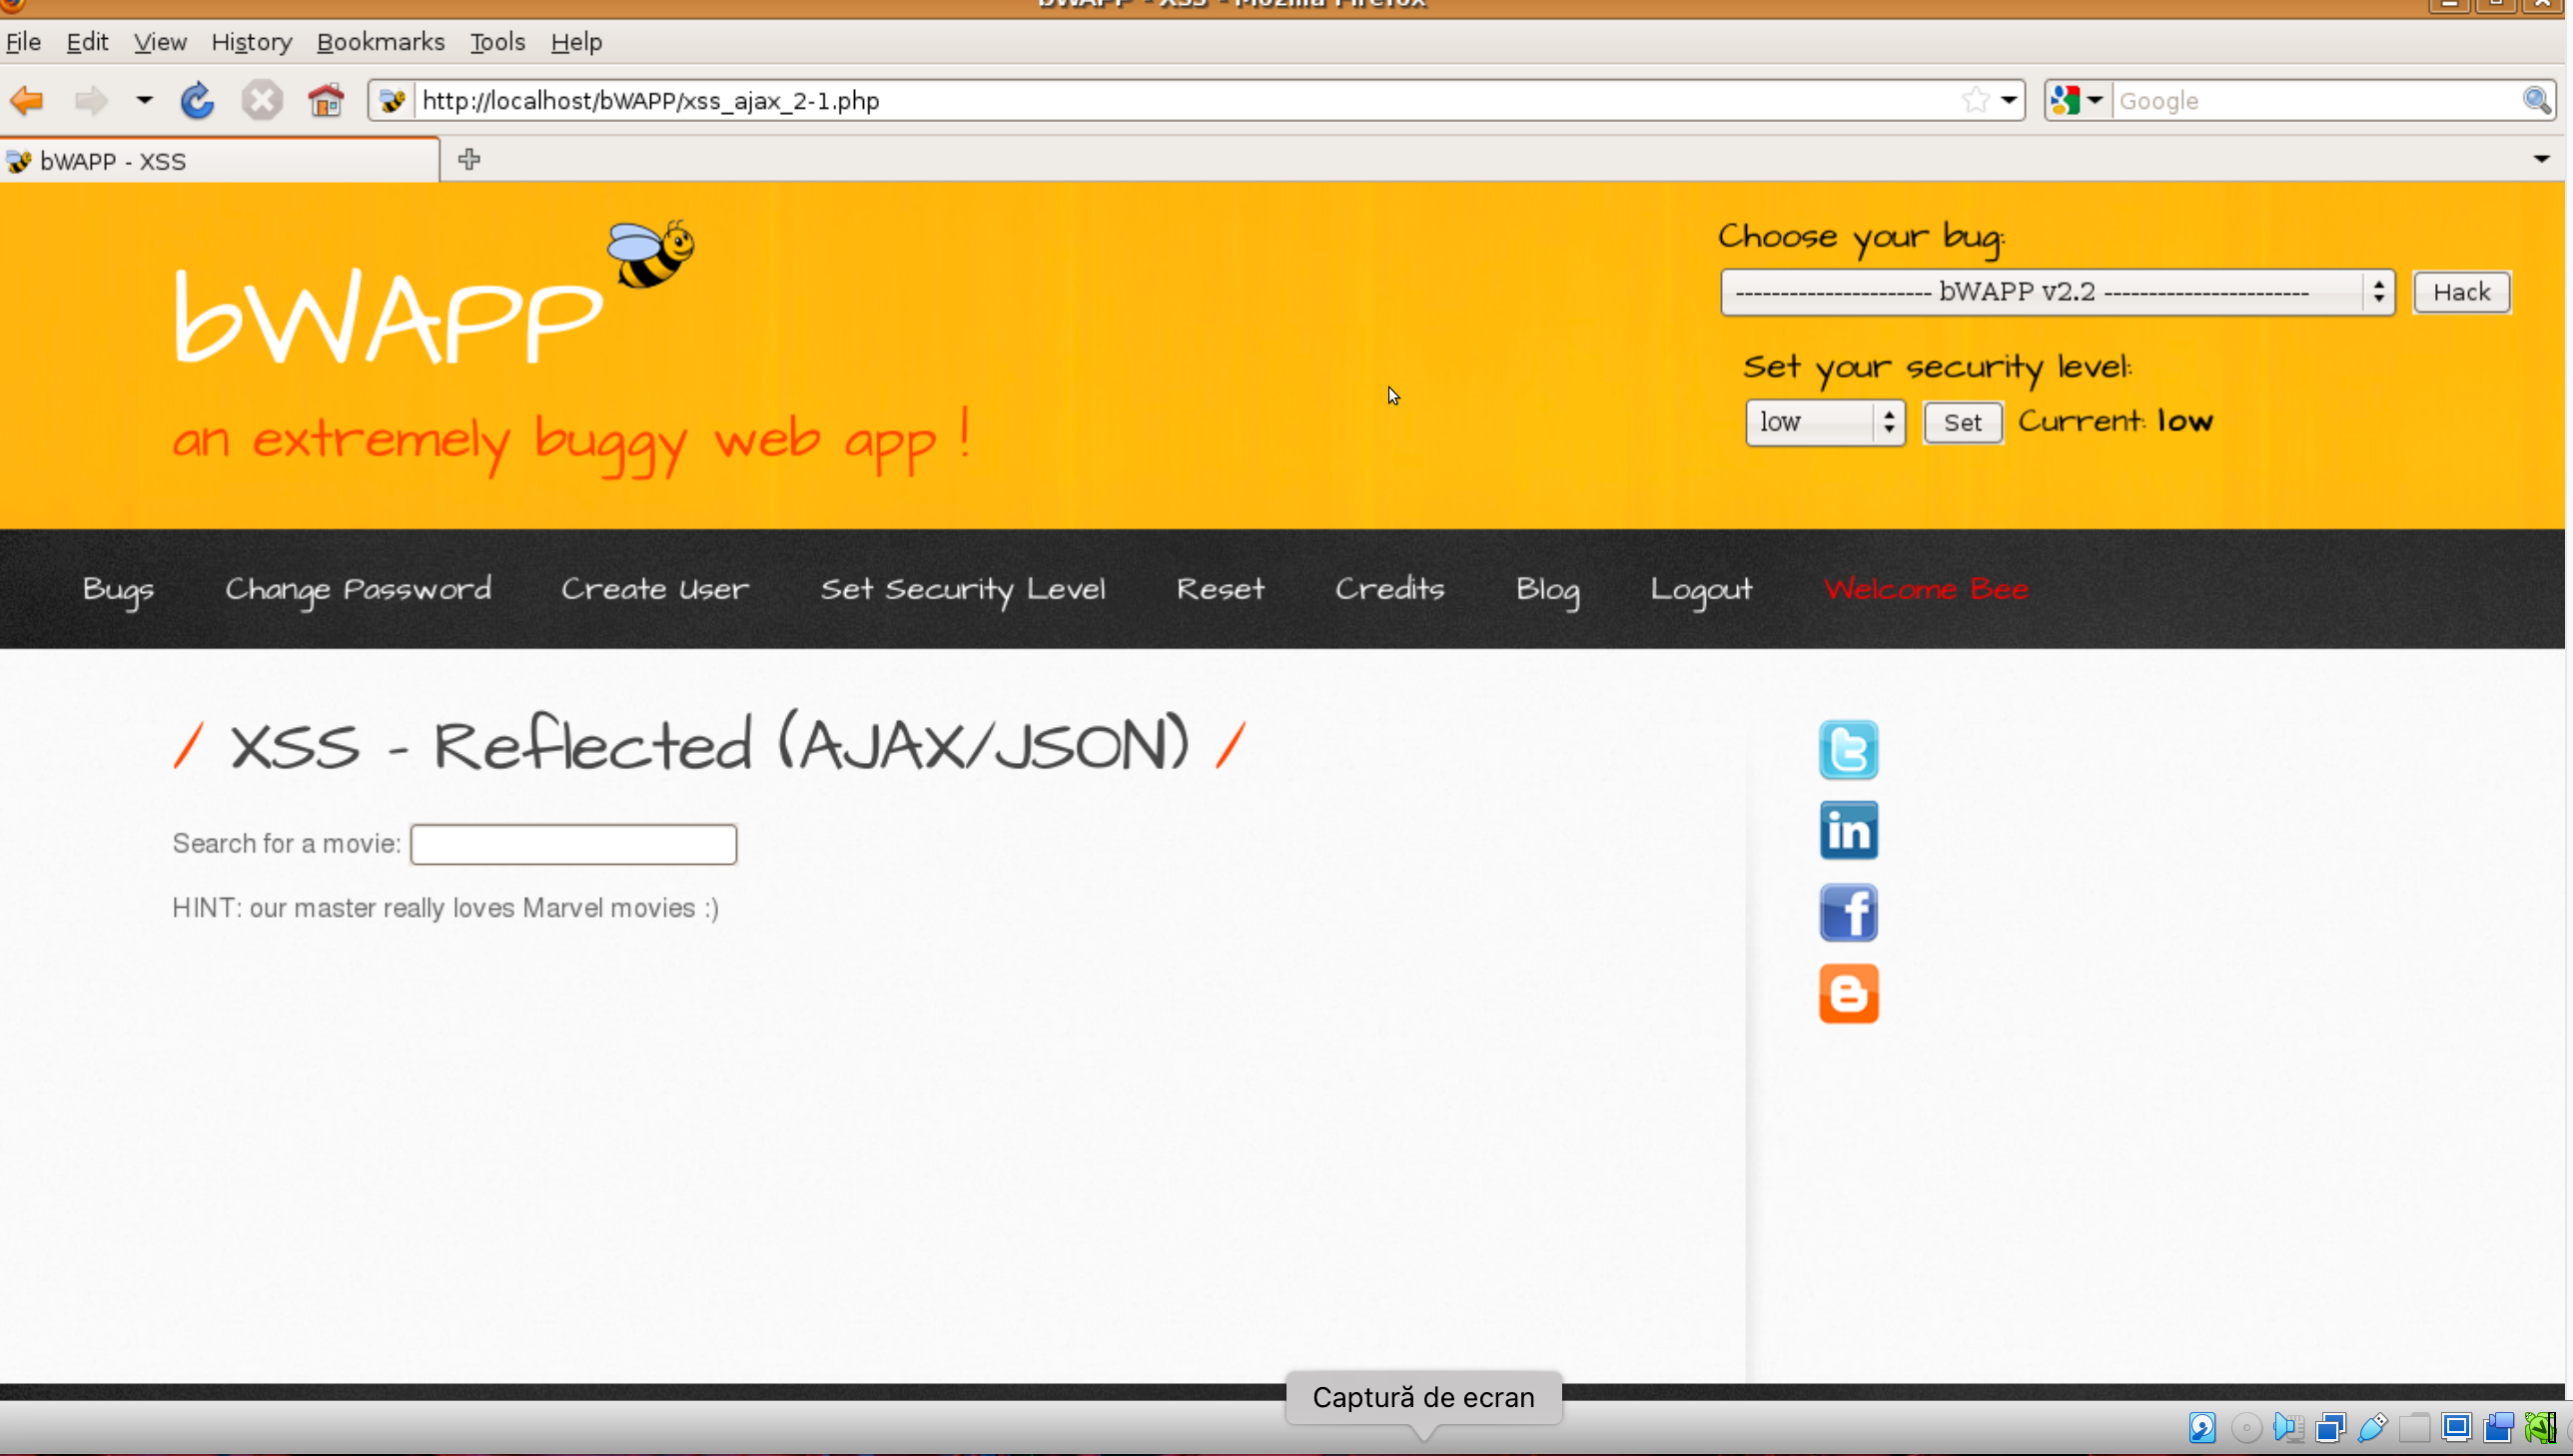 bWAPP - XSS - Mozilla Firefox
File Edit View History Bookmarks Tools Help
http://localhost/bWAPP/xss_ajax_2-1.php
Google
bWAPP - XSS
Choose your bug:
---------------------- bWAPP v2.2 -----------------------
Hack
bWAPP
an extremely buggy web app !
Set your security level:
low
Set
Current: low
Bugs Change Password Create User Set Security Level Reset Credits Blog Logout Welcome Bee
/ XSS - Reflected (AJAX/JSON) /
Search for a movie:
HINT: our master really loves Marvel movies :)
Captură de ecran